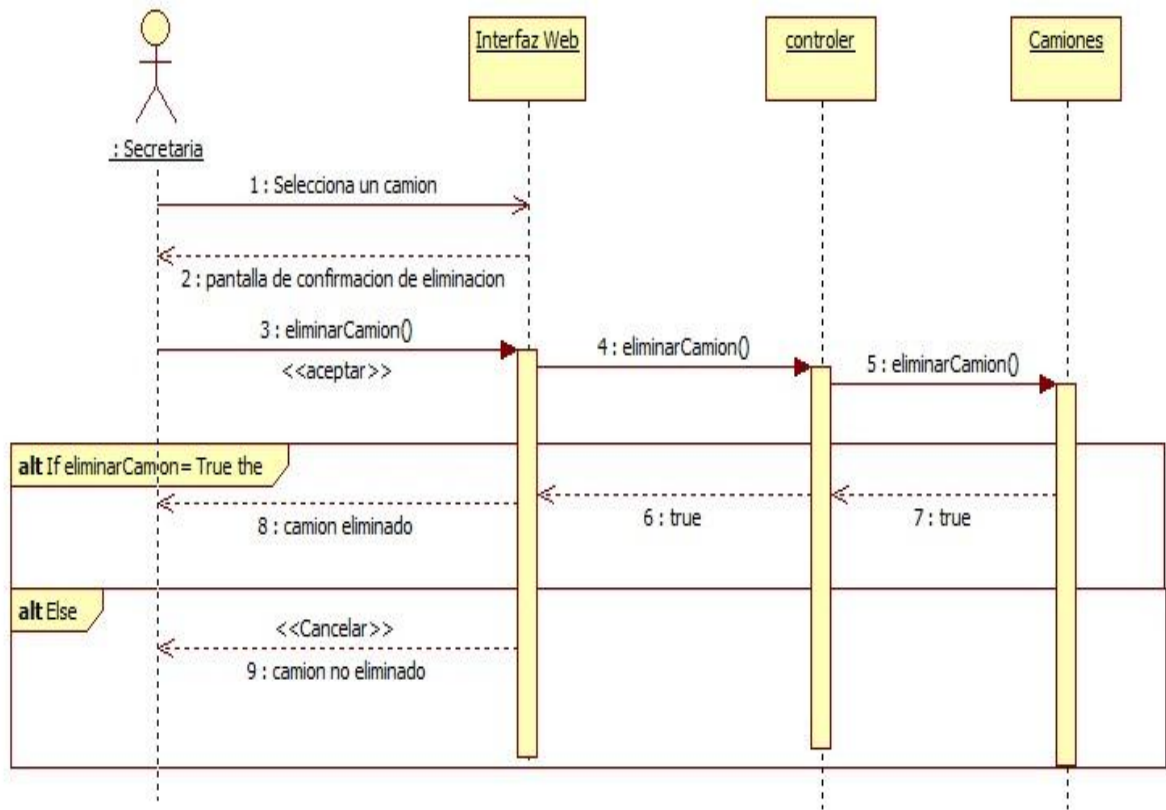 Interfaz Web
controler
Camiones
: Secretaria
1 : Selecciona un camion
2 : pantalla de confirmacion de eliminacion
3 : eliminarCamion()
<<aceptar>>
4 : eliminarCamion()
5 : eliminarCamion()
alt If eliminarCamion= True the
8 : camion eliminado
6 : true
7 : true
alt Else
<<Cancelar>>
9 : camion no eliminado